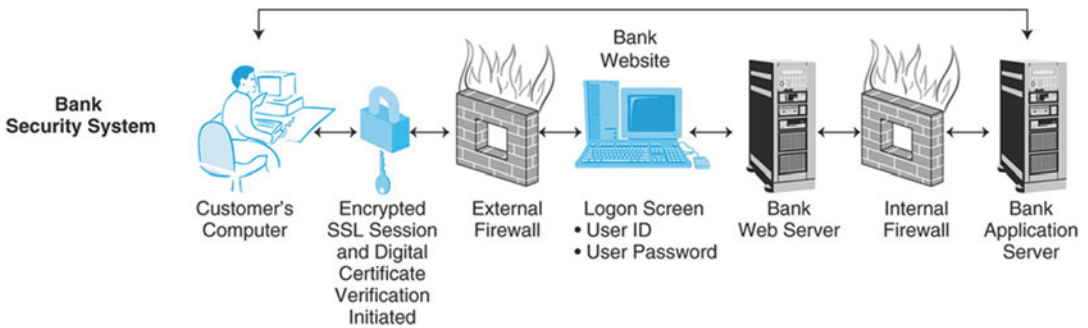 Bank
Website
Bank
Security System
Customer's
Computer
Encrypted
SSL Session
and Digital
Certificate
Verification
Initiated
External
Firewall
Logon Screen
• User ID
• User Password
Bank
Web Server
Internal
Firewall
Bank
Application
Server